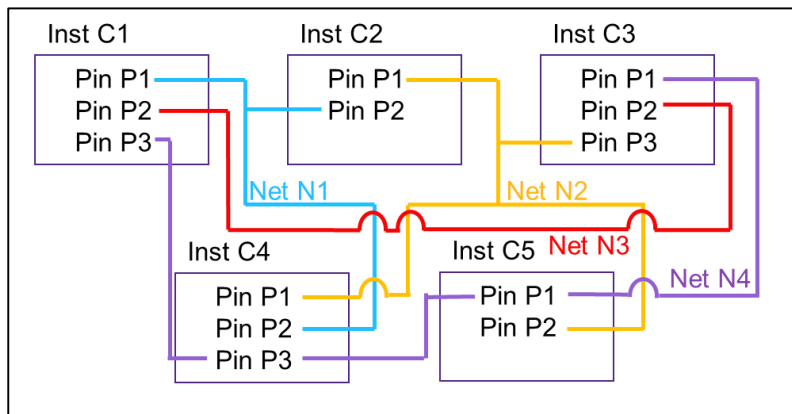 Inst C1
Pin P1
Pin P2
Pin P3
Inst C2
Pin P1
Pin P2
Inst C3
Pin P1
Pin P2
Pin P3
Net N1
Net N2
Net N3
Net N4
Inst C4
Pin P1
Pin P2
Pin P3
Inst C5
Pin P1
Pin P2